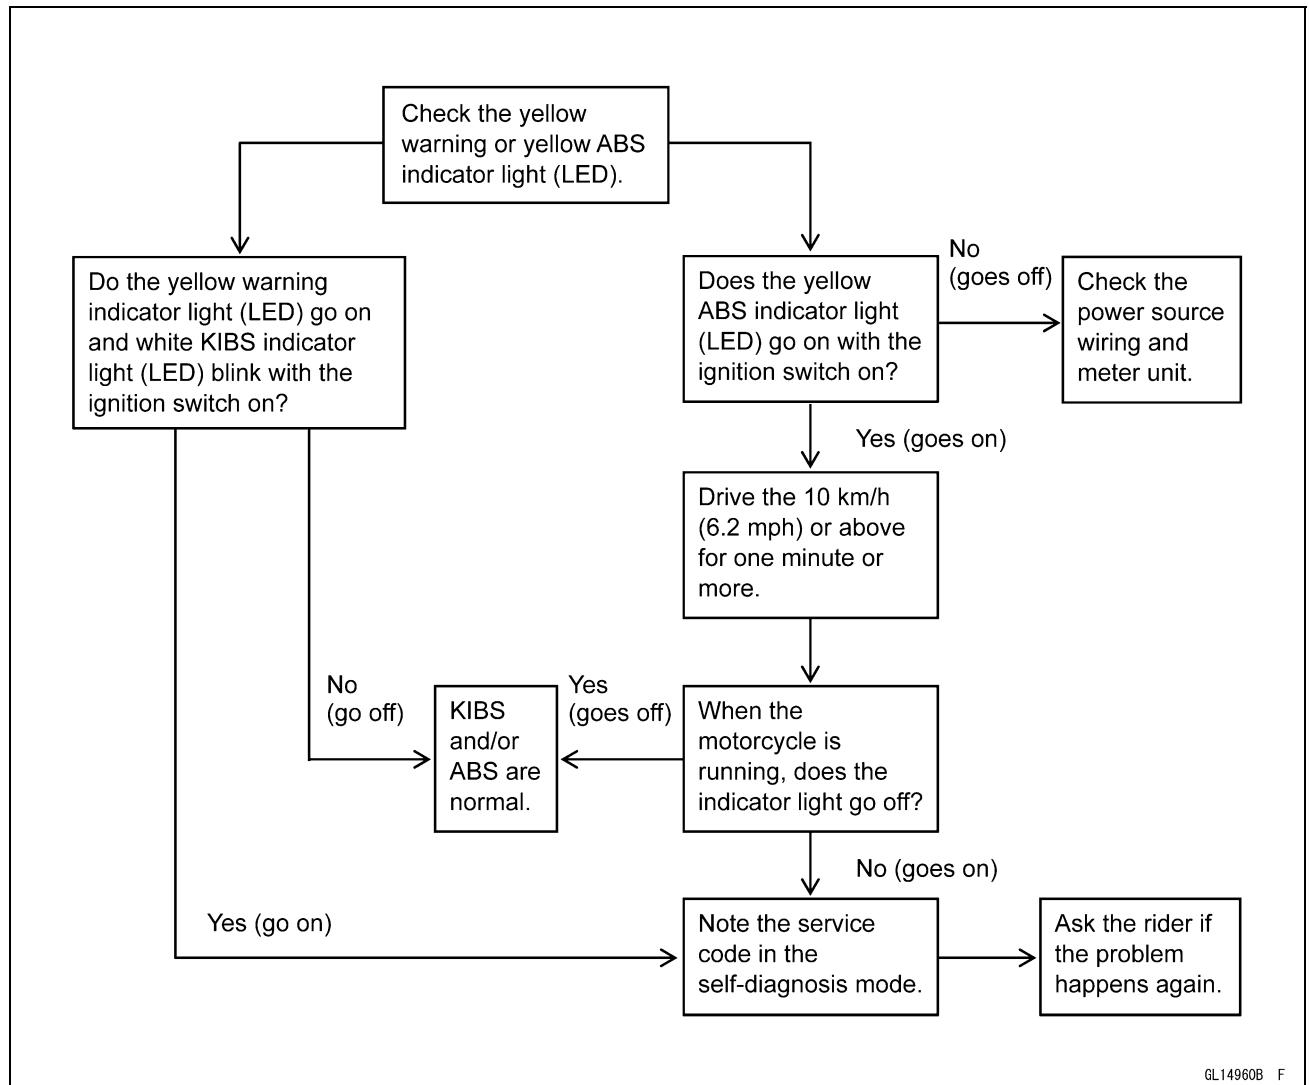 Check the yellow
warning or yellow ABS
indicator light (LED).
Do the yellow warning
indicator light (LED) go on
and white KIBS indicator
light (LED) blink with the
ignition switch on?
Does the yellow
ABS indicator light
(LED) go on with the
ignition switch on?
No
(goes off)
Check the
power source
wiring and
meter unit.
Yes (goes on)
Drive the 10 km/h
(6.2 mph) or above
for one minute or
more.
No
(go off)
KIBS
and/or
ABS are
normal.
Yes
(goes off)
When the
motorcycle is
running, does the
indicator light go off?
No (goes on)
Yes (go on)
Note the service
code in the
self-diagnosis mode.
Ask the rider if
the problem
happens again.
GL14960B F